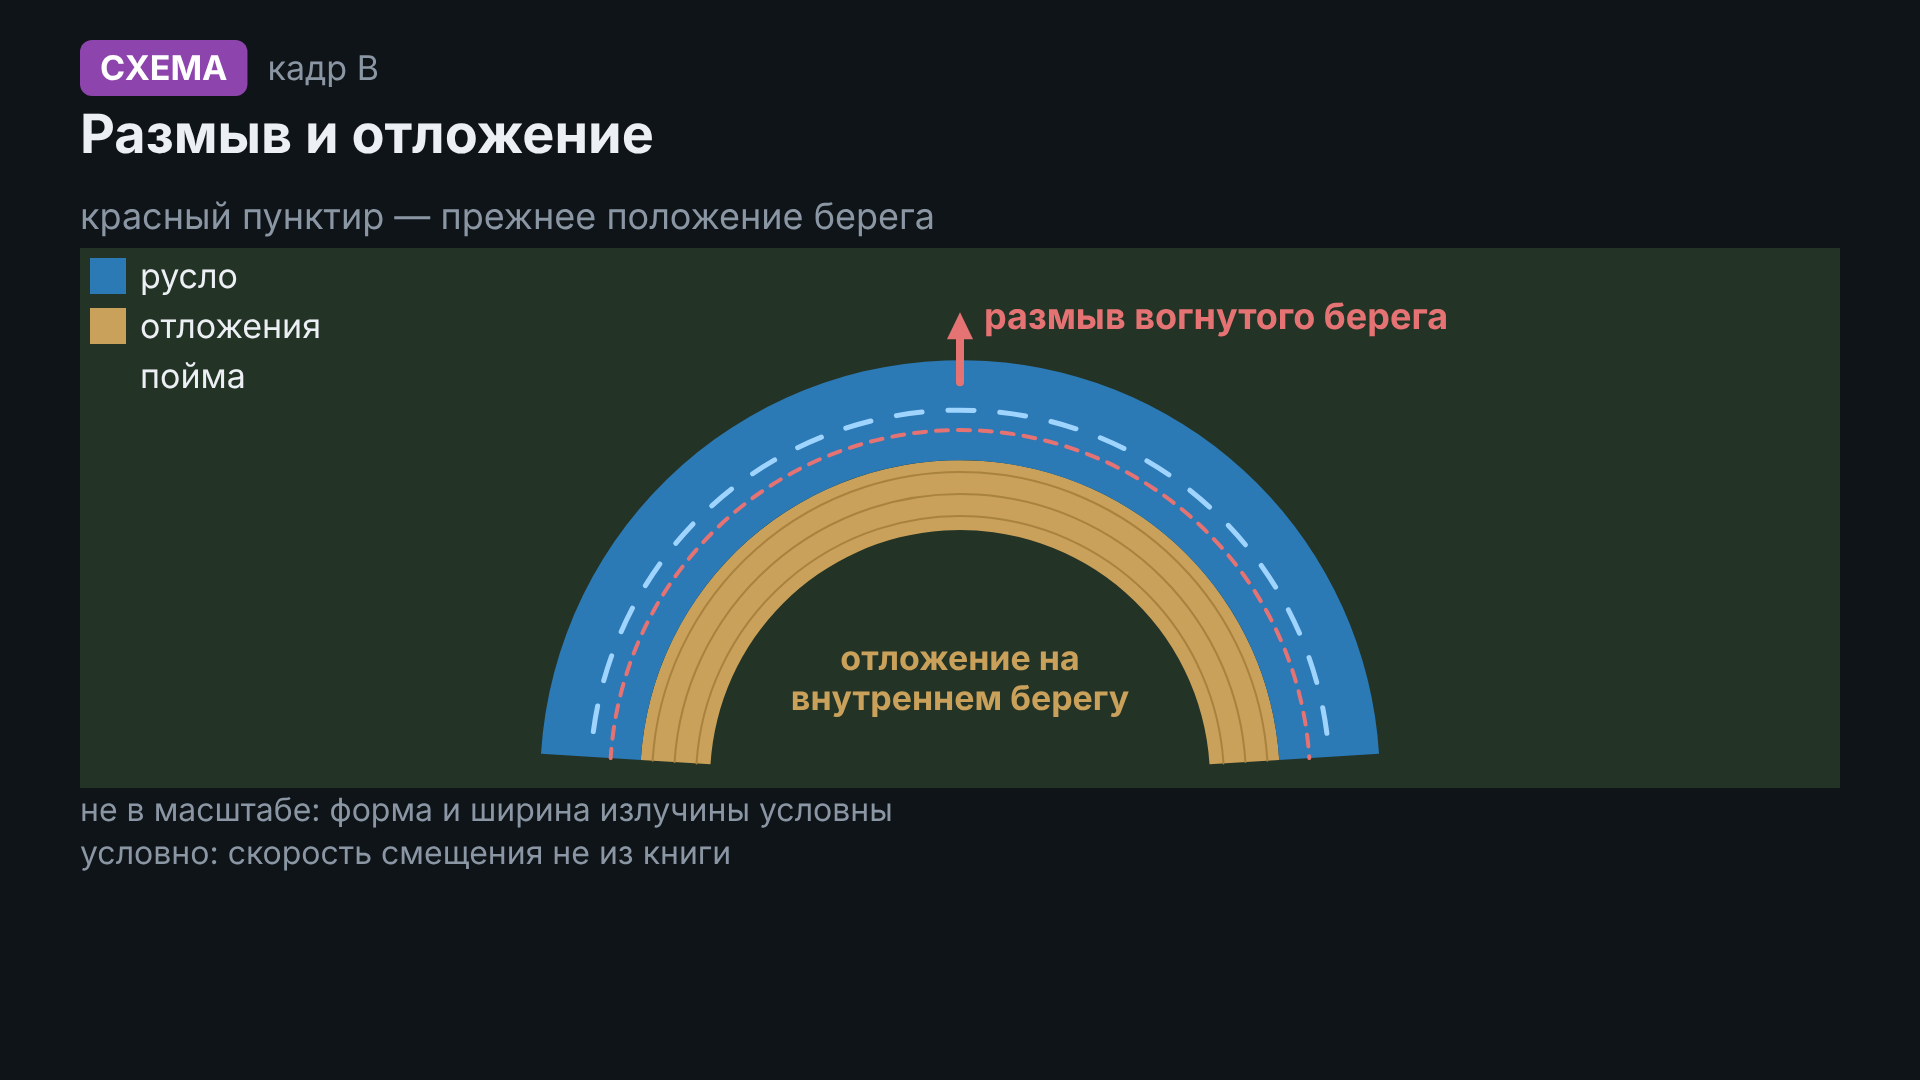 СХЕМА кадр B
Размыв и отложение
красный пунктир — прежнее положение берега
русло
отложения
пойма
размыв вогнутого берега
отложение на
внутреннем берегу
не в масштабе: форма и ширина излучины условны
условно: скорость смещения не из книги